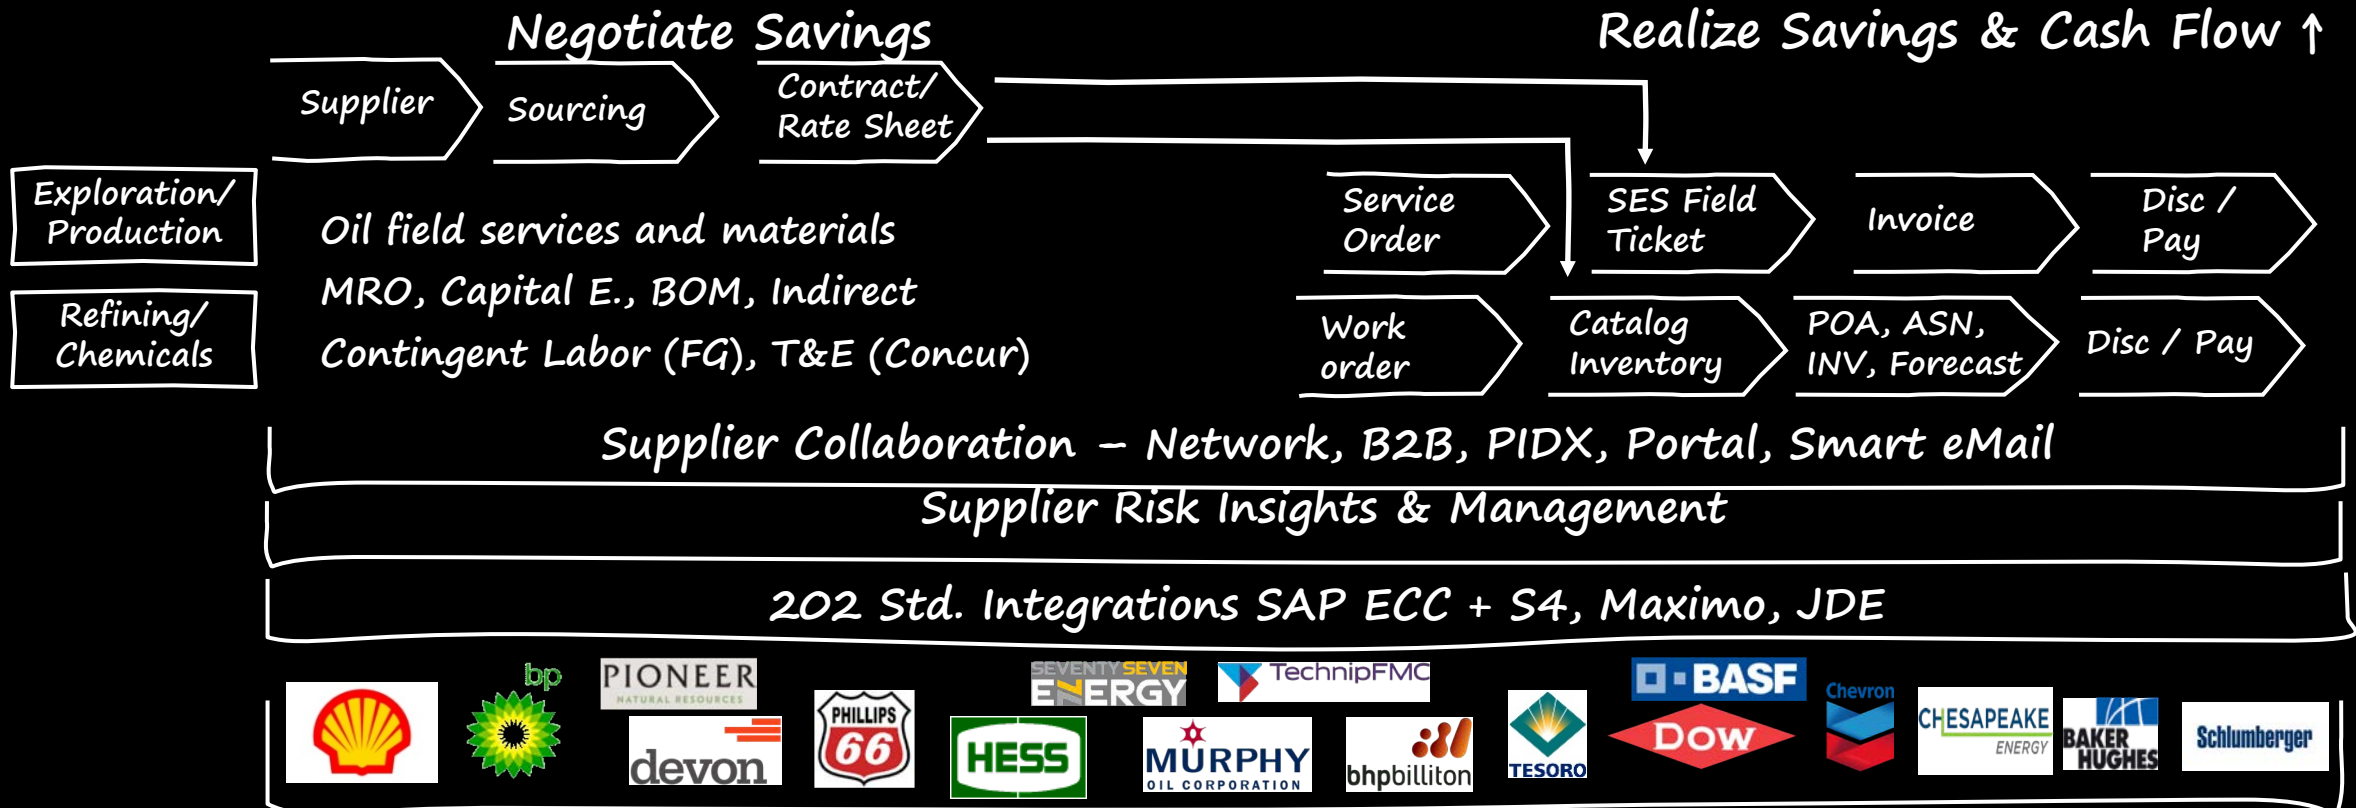 Negotiate Savings
Realize Savings & Cash Flow ↑
Supplier
Sourcing
Contract/
Rate Sheet
Exploration/
Production
Oil field services and materials
Service
Order
SES Field
Ticket
Invoice
Disc /
Pay
MRO, Capital E., BOM, Indirect
Refining/
Chemicals
Contingent Labor (FG), T&E (Concur)
Work
order
Catalog
Inventory
POA, ASN,
INV, Forecast
Disc / Pay
Supplier Collaboration – Network, B2B, PIDX, Portal, Smart eMail
Supplier Risk Insights & Management
202 Std. Integrations SAP ECC + S4, Maximo, JDE
bp
PIONEER
NATURAL RESOURCES
devon
PHILLIPS
66
HESS
SEVENTY SEVEN
ENERGY
MURPHY
OIL CORPORATION
TechnipFMC
bhpbilliton
TESORO
BASF
DOW
Chevron
CHESAPEAKE
ENERGY
BAKER
HUGHES
Schlumberger